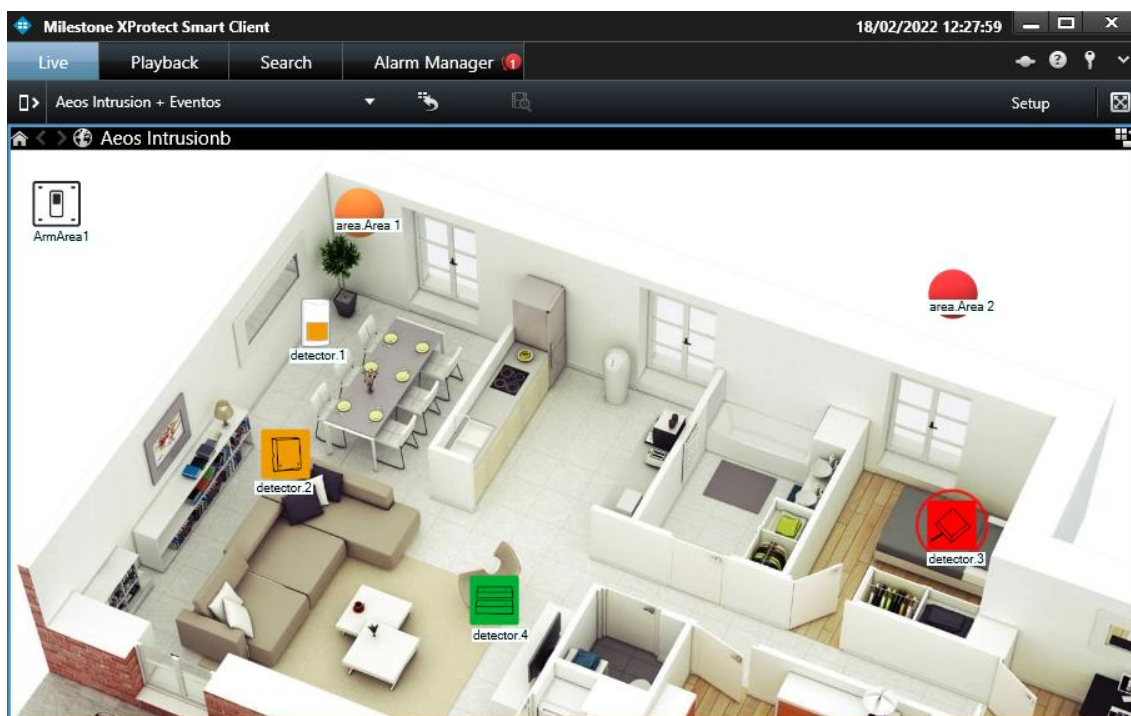 Milestone XProtect Smart Client
18/02/2022 12:27:59
Live
Playback
Search
Alarm Manager
1
Aeos Intrusion + Eventos
Setup
Aeos Intrusionb
ArmArea1
area.Area 1
area.Area 2
detector.1
detector.2
detector.3
detector.4